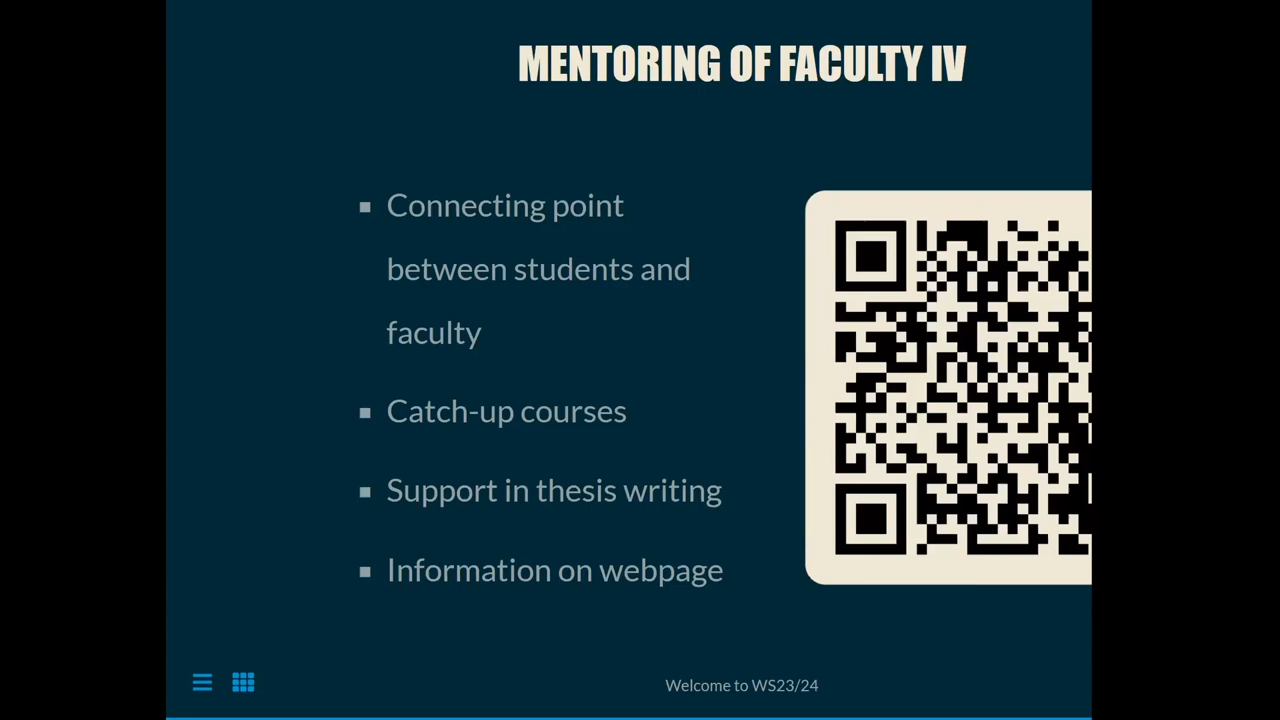 MENTORING OF FACULTY IV
Connecting point
between students and
faculty
Catch-up courses
Support in thesis writing
Information on webpage
Welcome to WS23/24